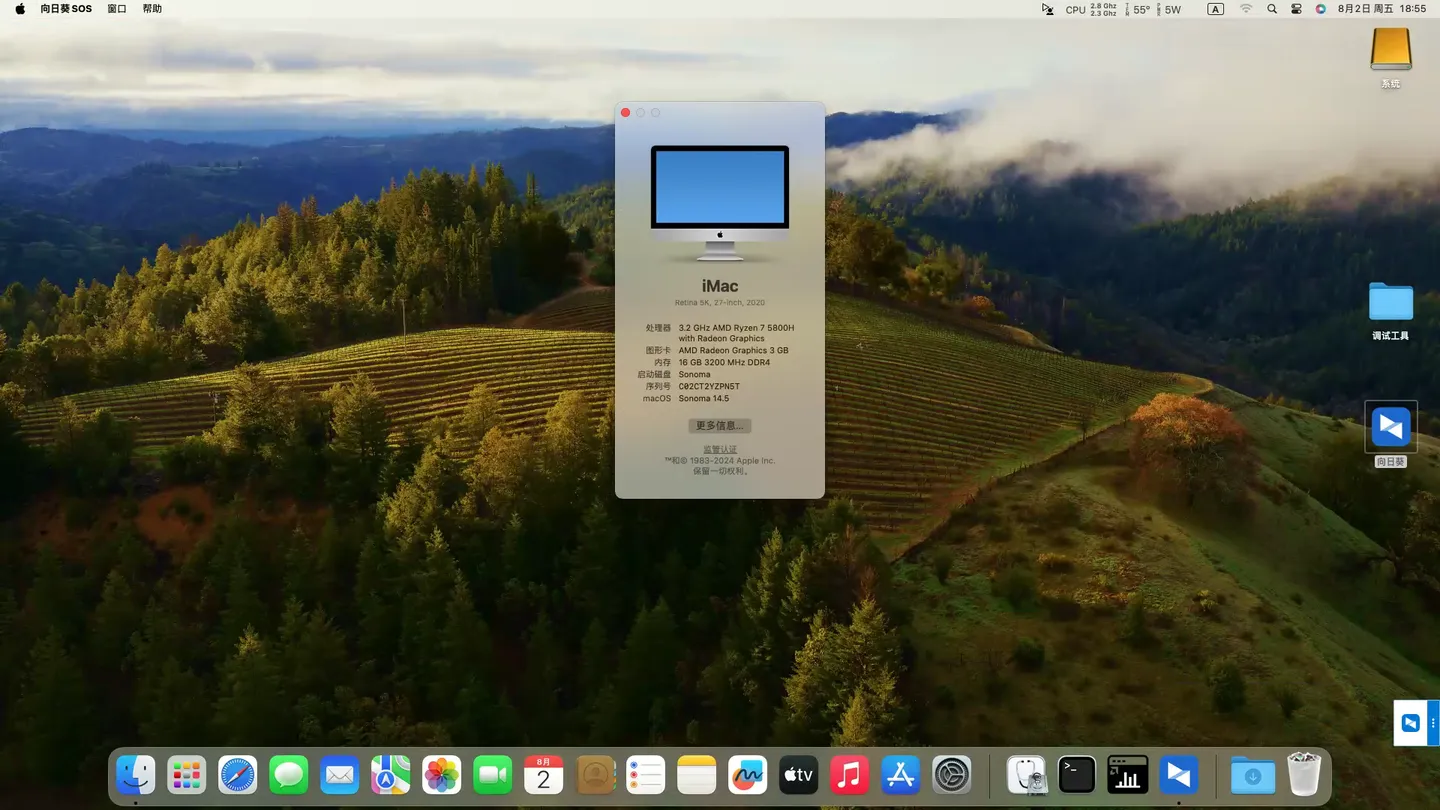 向日葵SOS 窗口 帮助
CPU 2.8 Ghz 2.3 Ghz 55° 5W A 8月2日 周五 18:55
系统
iMac
Retina 5K, 27-inch, 2020
处理器 3.2 GHz AMD Ryzen 7 5800H
with Radeon Graphics
图形卡 AMD Radeon Graphics 3 GB
内存 16 GB 3200 MHz DDR4
启动磁盘 Sonoma
序列号 C02CT2YZPN5T
macOS Sonoma 14.5
更多信息...
监管认证
™和© 1983-2024 Apple Inc.
保留一切权利。
调试工具
向日葵
8月
2
tv
>_